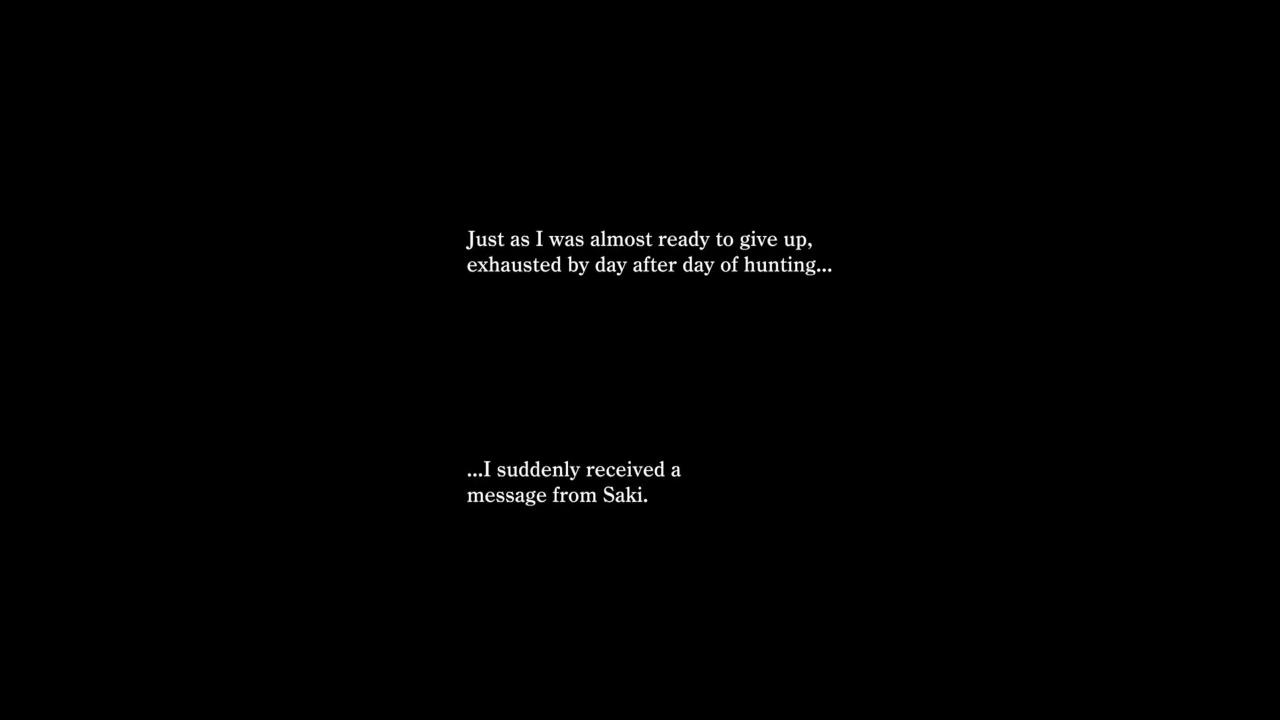 Just as I was almost ready to give up,
exhausted by day after day of hunting...
...I suddenly received a
message from Saki.